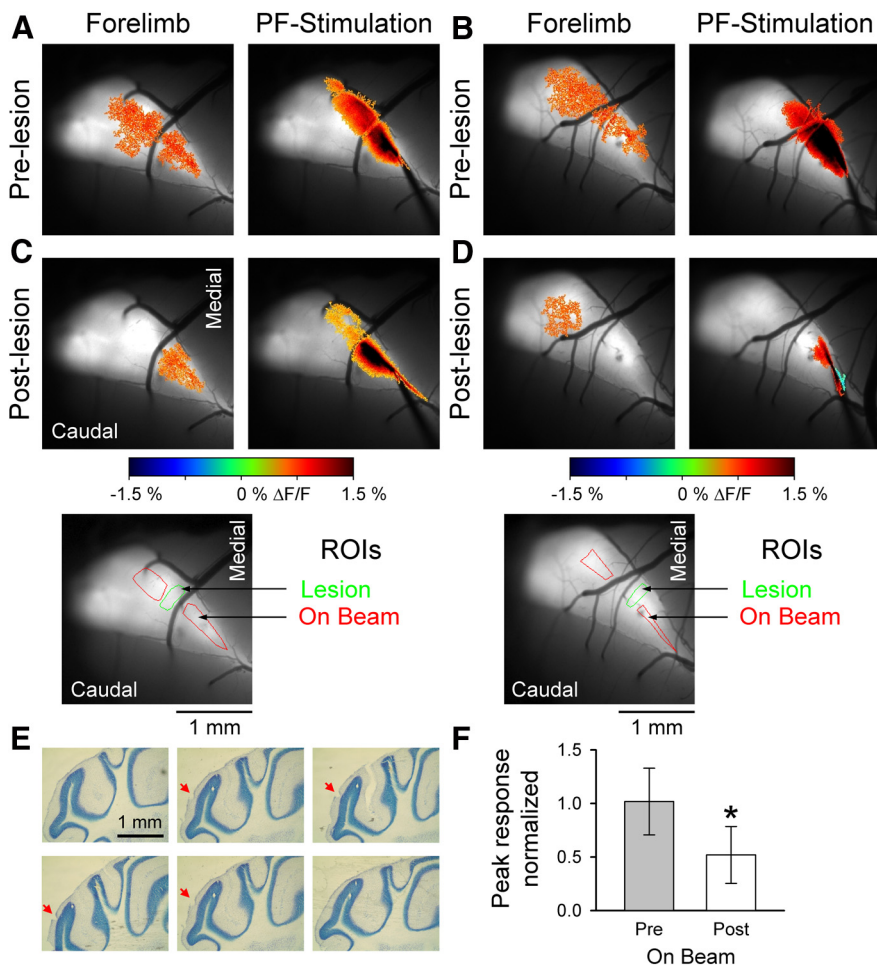 A
Forelimb
PF-Stimulation
B
Forelimb
PF-Stimulation
Pre-lesion
Pre-lesion
C
D
Post-lesion
Medial
Caudal
Post-lesion
-1.5 %
0 % ΔF/F
1.5 %
-1.5 %
0 % ΔF/F
1.5 %
Medial
ROIs
Lesion
On Beam
Caudal
1 mm
Medial
ROIs
Lesion
On Beam
Caudal
1 mm
E
1 mm
F
Peak response
normalized
1.5
1.0
0.5
0.0
*
Pre
Post
On Beam